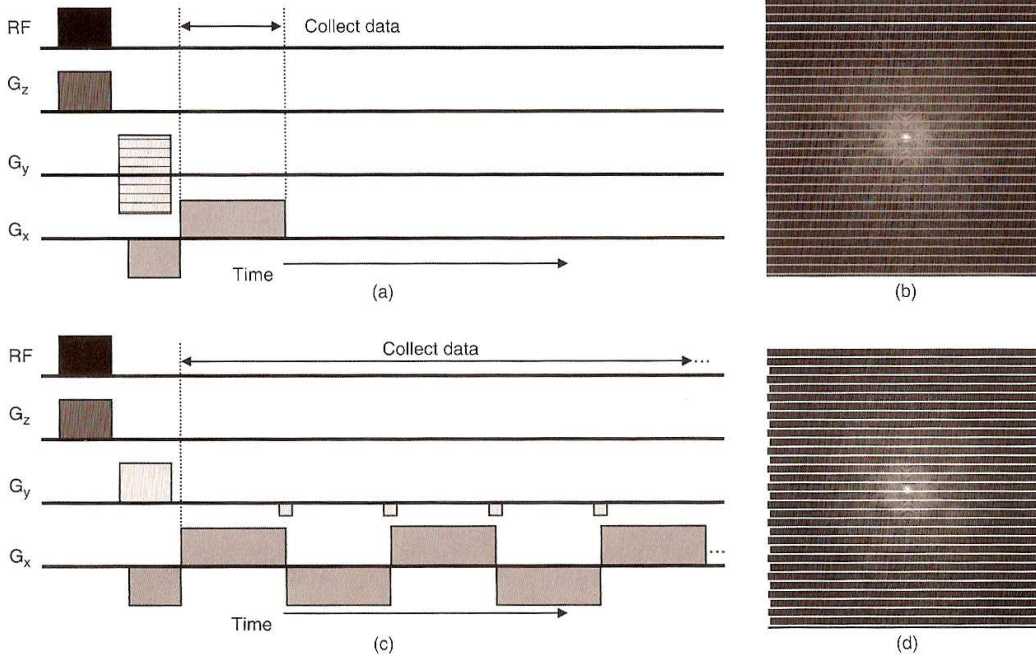 RF
Collect data
Gz
Gy
Gx
Time
(a)
(b)
RF
Collect data
...
Gz
Gy
Gx
...
Time
(c)
(d)